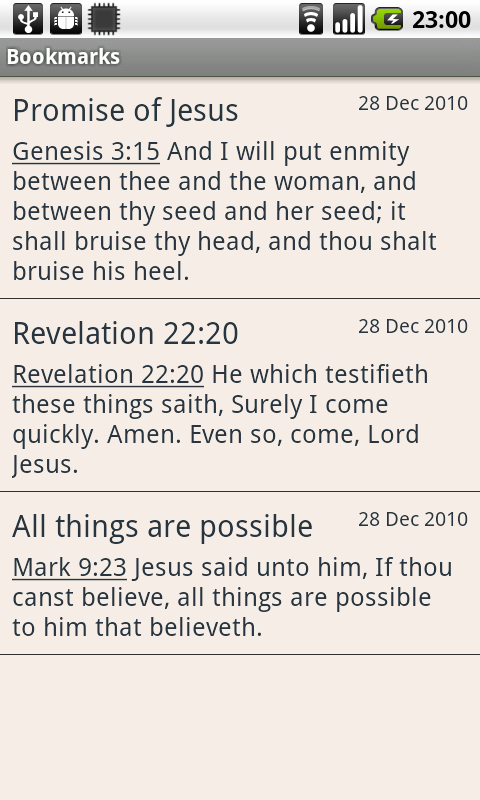 23:00
Bookmarks
Promise of Jesus 28 Dec 2010
Genesis 3:15 And I will put enmity
between thee and the woman, and
between thy seed and her seed; it
shall bruise thy head, and thou shalt
bruise his heel.
Revelation 22:20 28 Dec 2010
Revelation 22:20 He which testifieth
these things saith, Surely I come
quickly. Amen. Even so, come, Lord
Jesus.
All things are possible 28 Dec 2010
Mark 9:23 Jesus said unto him, If thou
canst believe, all things are possible
to him that believeth.